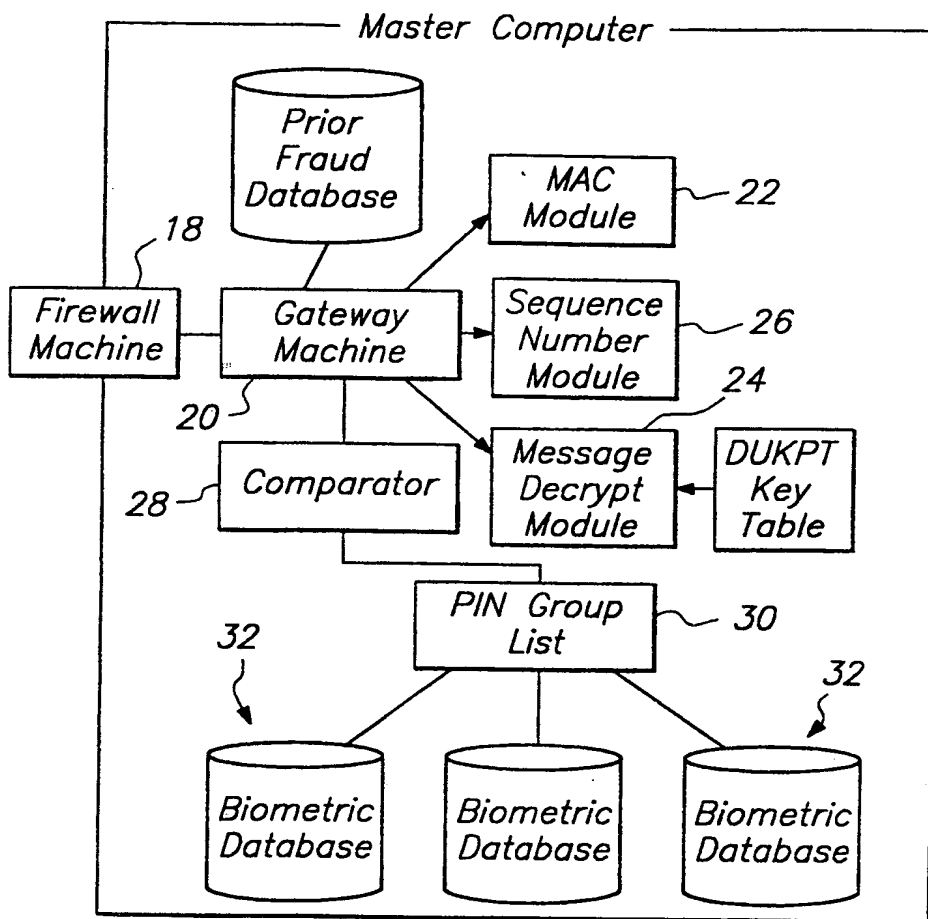 Master Computer
Prior
Fraud
Database
MAC
Module
22
18
Firewall
Machine
Gateway
Machine
20
Sequence
Number
Module
26
24
Comparator
28
Message
Decrypt
Module
DUKPT
Key
Table
PIN Group
List
30
32
32
Biometric
Database
Biometric
Database
Biometric
Database